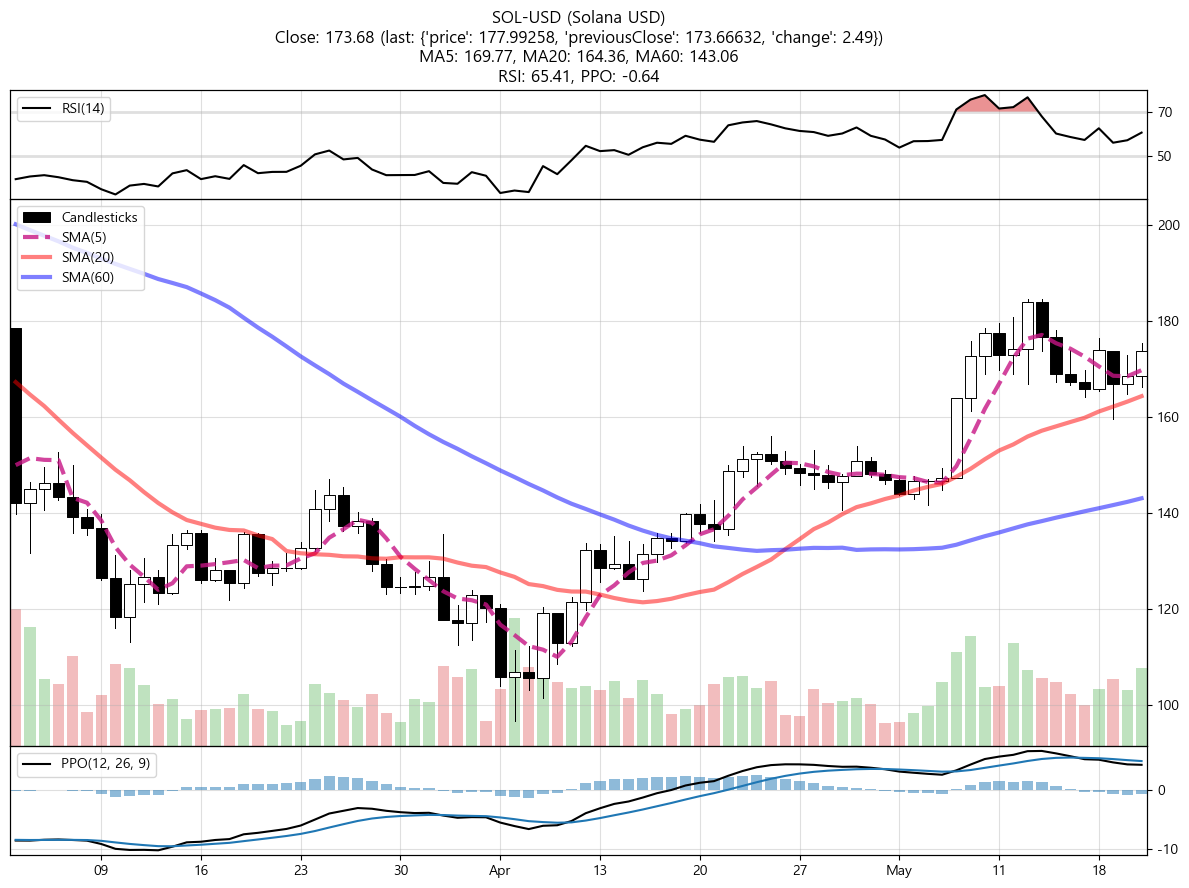 SOL-USD (Solana USD)
Close: 173.68 (last: {'price': 177.99258, 'previousClose': 173.66632, 'change': 2.49})
MA5: 169.77, MA20: 164.36, MA60: 143.06
RSI: 65.41, PPO: -0.64
RSI(14)
70
50
Candlesticks
SMA(5)
SMA(20)
SMA(60)
200
180
160
140
120
100
PPO(12, 26, 9)
0
-10
09 16 23 30 Apr 13 20 27 May 11 18